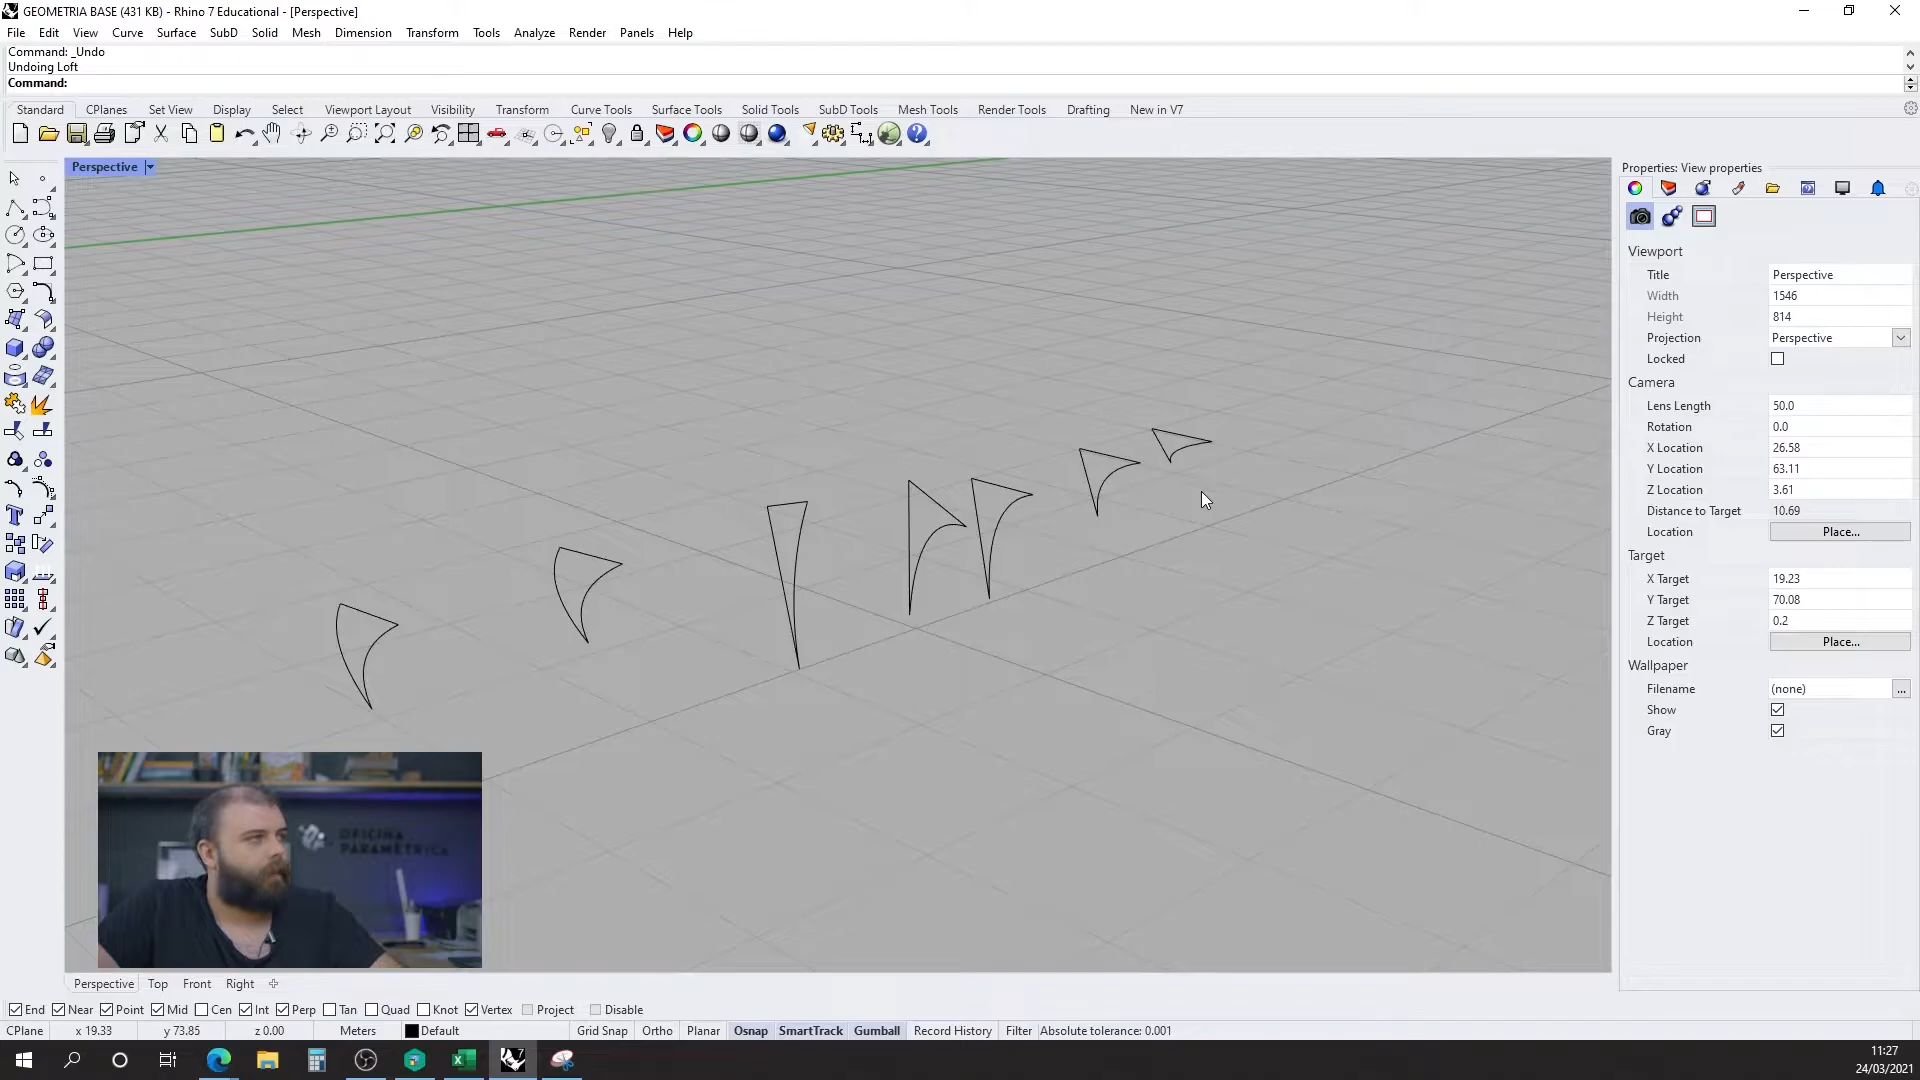 GEOMETRIA BASE (431 KB) - Rhino 7 Educational - [Perspective]
File Edit View Curve Surface SubD Solid Mesh Dimension Transform Tools Analyze Render Panels Help
Command: _Undo
Undoing Loft
Command:
Standard CPlanes Set View Display Select Viewport Layout Visibility Transform Curve Tools Surface Tools Solid Tools SubD Tools Mesh Tools Render Tools Drafting New in V7
Perspective
Properties: View properties
Viewport
Title Perspective
Width 1546
Height 814
Projection Perspective
Locked
Camera
Lens Length 50.0
Rotation 0.0
X Location 26.58
Y Location 63.11
Z Location 3.61
Distance to Target 10.69
Location Place...
Target
X Target 19.23
Y Target 70.08
Z Target 0.2
Location Place...
Wallpaper
Filename (none) ...
Show
Gray
OFICINA
PARAMETRICA
Perspective Top Front Right
End Near Point Mid Cen Int Perp Tan Quad Knot Vertex Project Disable
CPlane x 19.33 y 73.85 z 0.00 Meters Default Grid Snap Ortho Planar Osnap SmartTrack Gumball Record History Filter Absolute tolerance: 0.001
11:27
24/03/2021